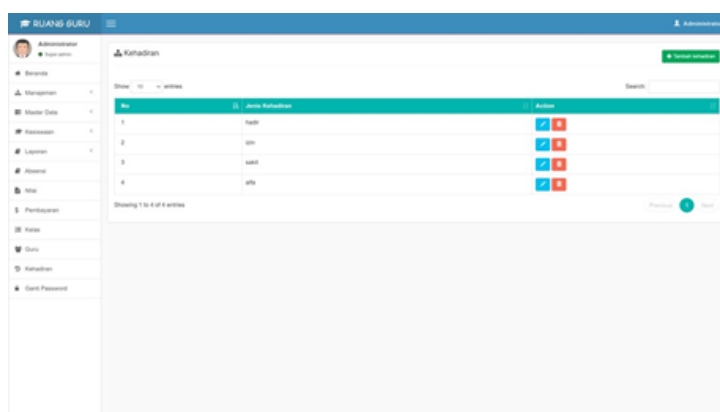 RUANG GURU
Administrator
Administrator
Super admin
Kehadiran
Tambah kehadiran
Beranda
Manajemen
Master Data
Kesiswaan
Laporan
Absensi
Nilai
Pembayaran
Kelas
Guru
Kehadiran
Ganti Password
Show 10 entries
Search:
No Jenis Kehadiran Action
1 hadir
2 izin
3 sakit
4 alfa
Showing 1 to 4 of 4 entries
Previous 1 Next